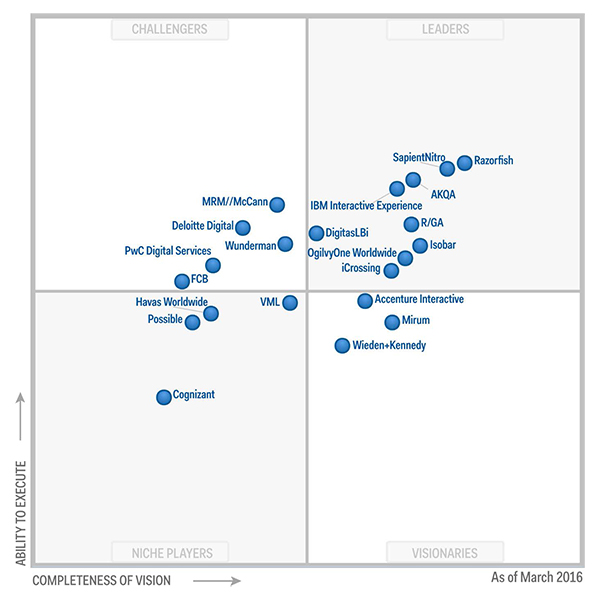 CHALLENGERS
LEADERS
SapientNitro
Razorfish
AKQA
IBM Interactive Experience
MRM//McCann
Deloitte Digital
R/GA
DigitasLBi
Wunderman
Isobar
PwC Digital Services
OgilvyOne Worldwide
iCrossing
FCB
Havas Worldwide
VML
Accenture Interactive
Possible
Mirum
Wieden+Kennedy
Cognizant
ABILITY TO EXECUTE
NICHE PLAYERS
VISIONARIES
COMPLETENESS OF VISION
As of March 2016